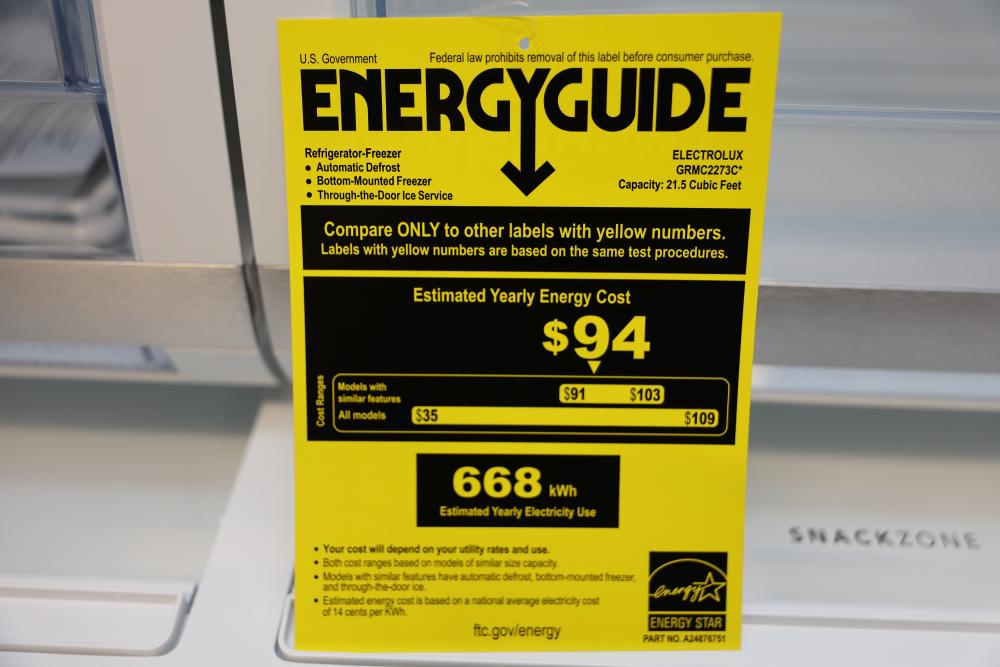 U.S. Government Federal law prohibits removal of this label before consumer purchase.
ENERGYGUIDE
Refrigerator-Freezer
• Automatic Defrost
• Bottom-Mounted Freezer
• Through-the-Door Ice Service
ELECTROLUX
GRMC2273C*
Capacity: 21.5 Cubic Feet
Compare ONLY to other labels with yellow numbers.
Labels with yellow numbers are based on the same test procedures.
Estimated Yearly Energy Cost
$94
Cost Ranges
Models with
similar features
$91 $103
All models $35 $109
668 kWh
Estimated Yearly Electricity Use
• Your cost will depend on your utility rates and use.
• Both cost ranges based on models of similar size capacity.
• Models with similar features have automatic defrost, bottom-mounted freezer,
and through-the-door ice.
• Estimated energy cost is based on a national average electricity cost
of 14 cents per KWh.
ftc.gov/energy
energy
ENERGY STAR
PART NO. A24876751
SNACKZONE